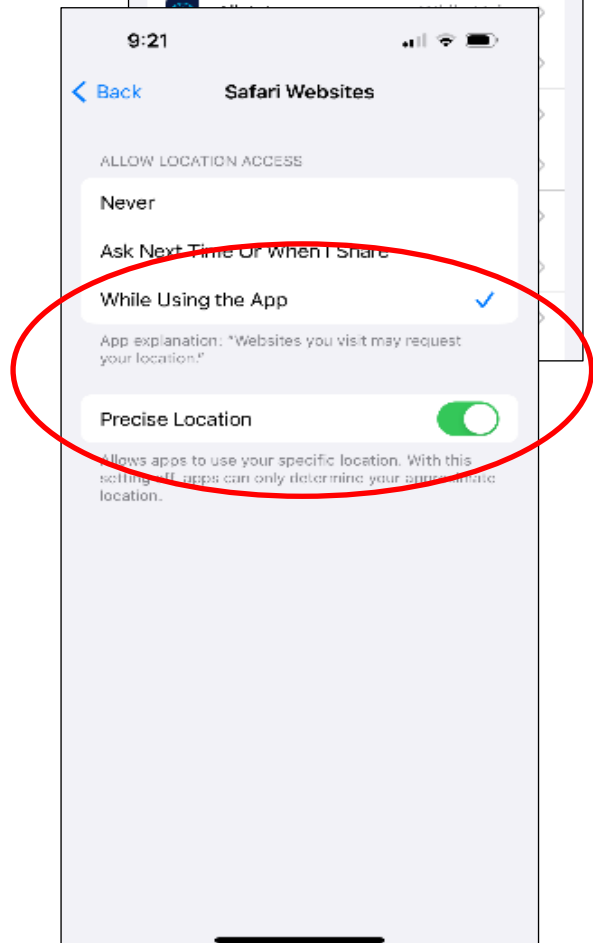 9:21
Back
Safari Websites
ALLOW LOCATION ACCESS
Never
Ask Next Time Or When I Share
While Using the App
App explanation: "Websites you visit may request
your location."
Precise Location
Allows apps to use your specific location. With this
setting off, apps can only determine your approximate
location.